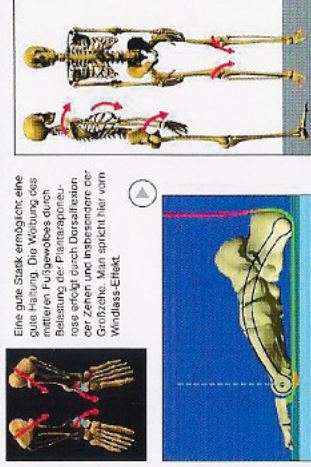 Eine gute Statik ermöglicht eine
gute Haltung. Die Wölbung des
mittleren Fußgewölbes durch
Belastung der Plantaraponeu-
rose erfolgt durch Dorsalflexion
der Zehen und insbesondere der
Großzehe. Man spricht hier vom
Windlass-Effekt.